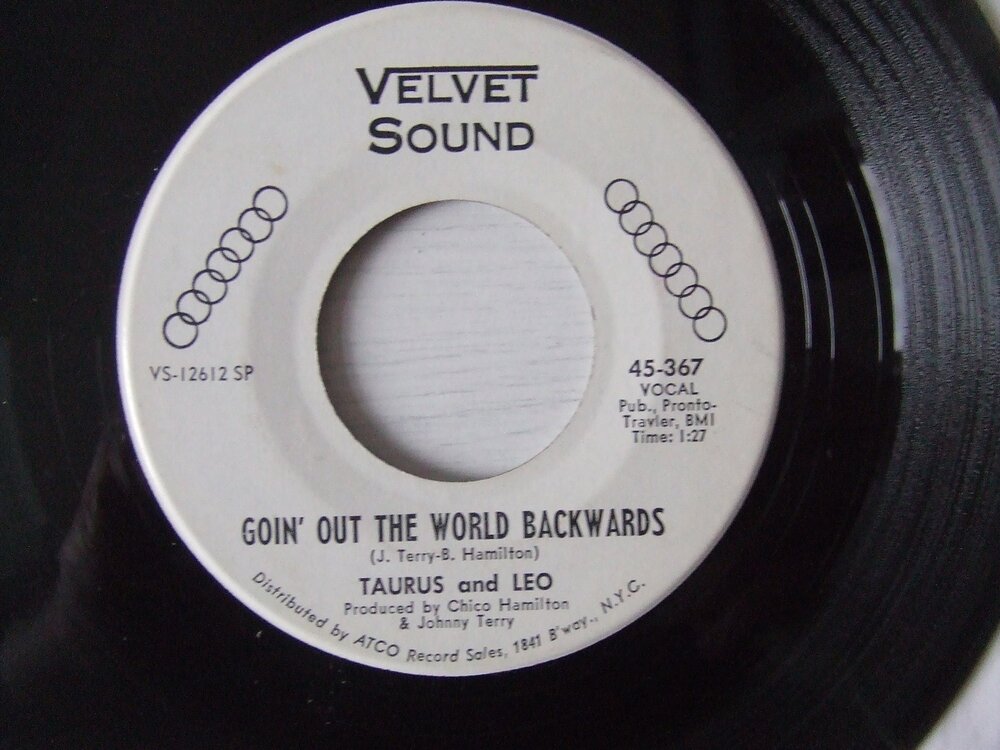 VELVET
SOUND
VS-12612 SP
45-367
VOCAL
Pub., Pronto-
Travler, BMI
Time: 1:27
GOIN' OUT THE WORLD BACKWARDS
(J. Terry-B. Hamilton)
TAURUS and LEO
Produced by Chico Hamilton
& Johnny Terry
Distributed by ATCO Record Sales, 1841 B'way., N.Y.C.